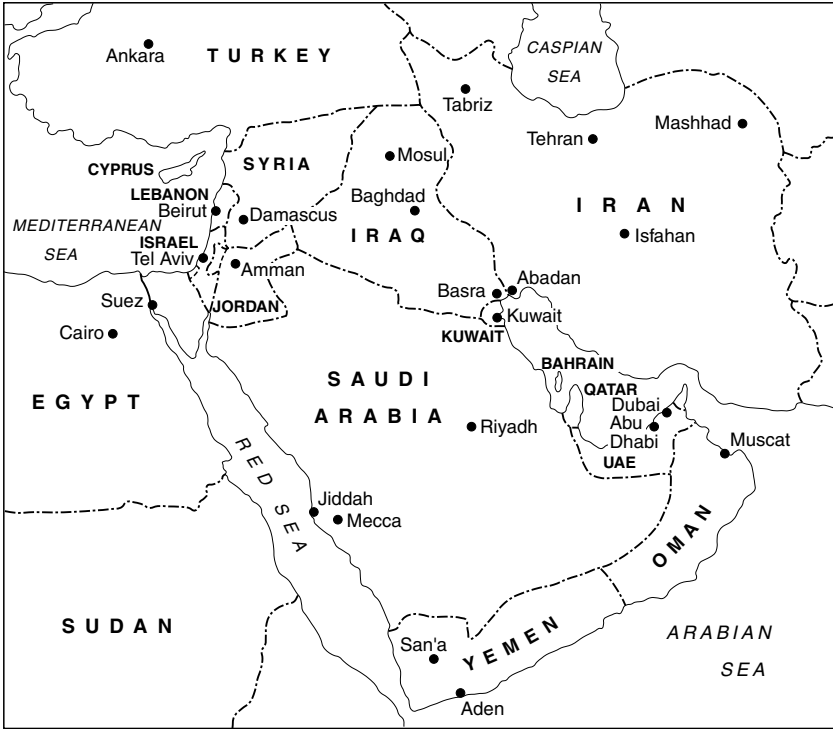 CASPIAN
SEA
Ankara
TURKEY
Tabriz
Tehran
Mashhad
CYPRUS
SYRIA
Mosul
LEBANON
Beirut
Damascus
Baghdad
IRAQ
IRAN
Isfahan
MEDITERRANEAN
SEA
ISRAEL
Tel Aviv
Amman
Suez
JORDAN
Basra
Abadan
Cairo
Kuwait
KUWAIT
EGYPT
SAUDI
ARABIA
BAHRAIN
QATAR
Dubai
Abu
Dhabi
UAE
Riyadh
Muscat
RED SEA
Jiddah
Mecca
OMAN
SUDAN
San'a
YEMEN
Aden
ARABIAN
SEA